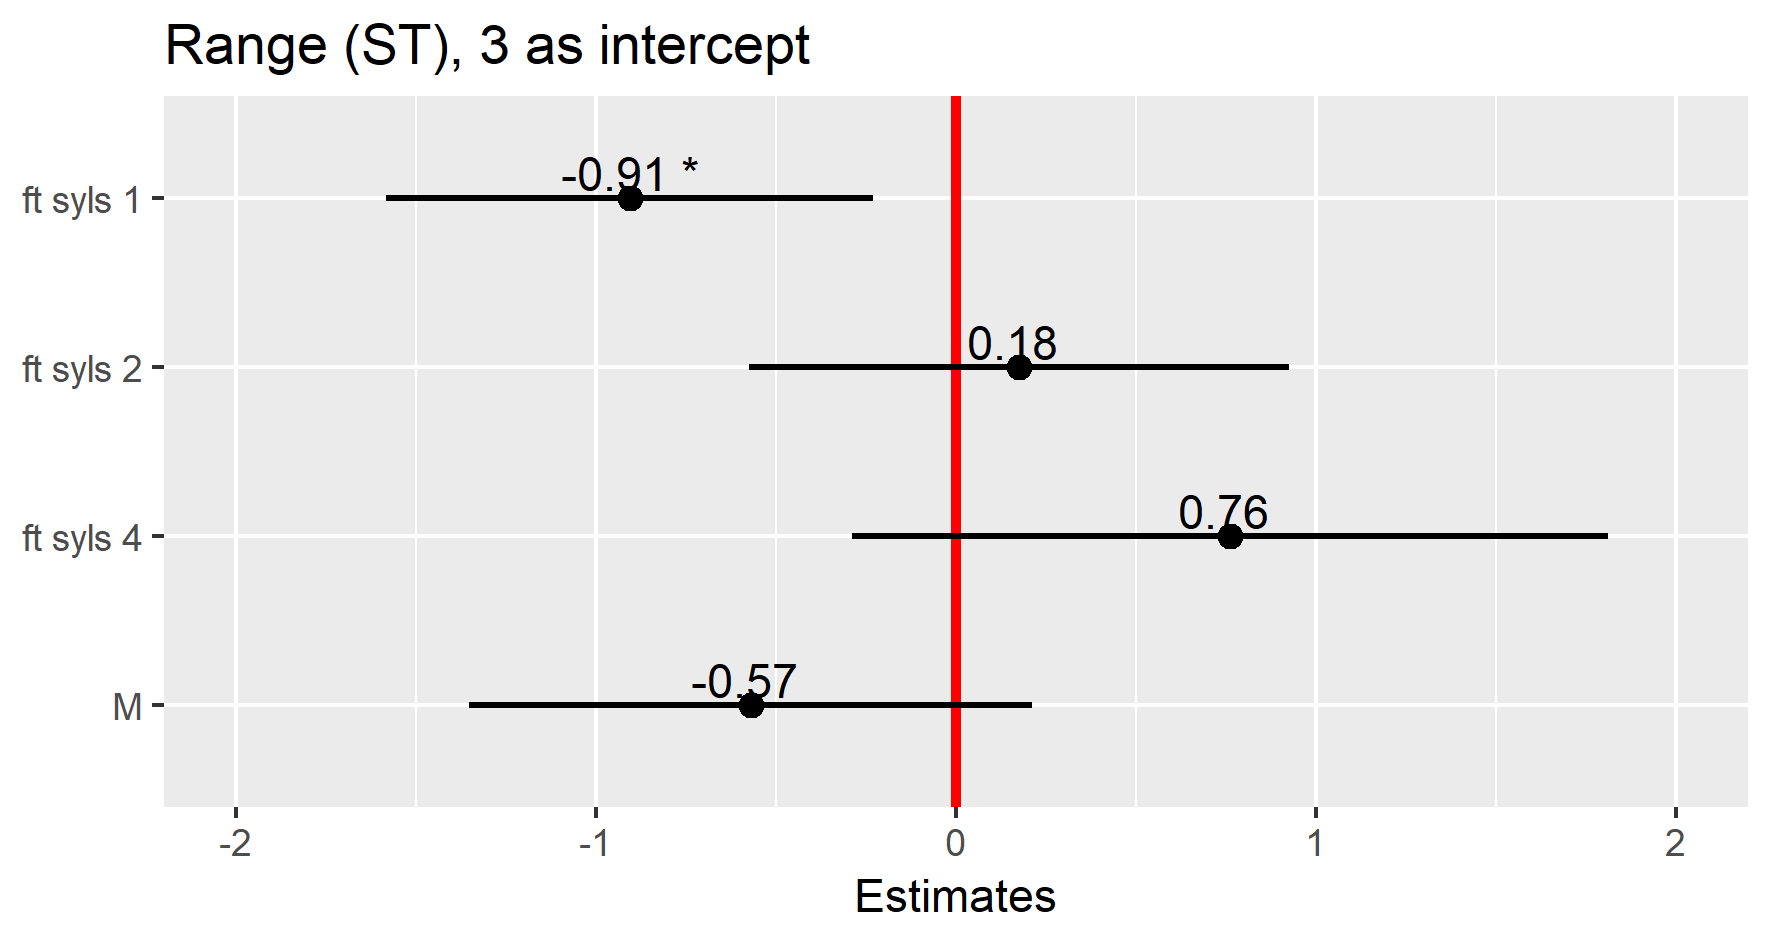 Range (ST), 3 as intercept
ft syls 1
-0.91 *
ft syls 2
0.18
ft syls 4
0.76
M
-0.57
-2 -1 0 1 2
Estimates